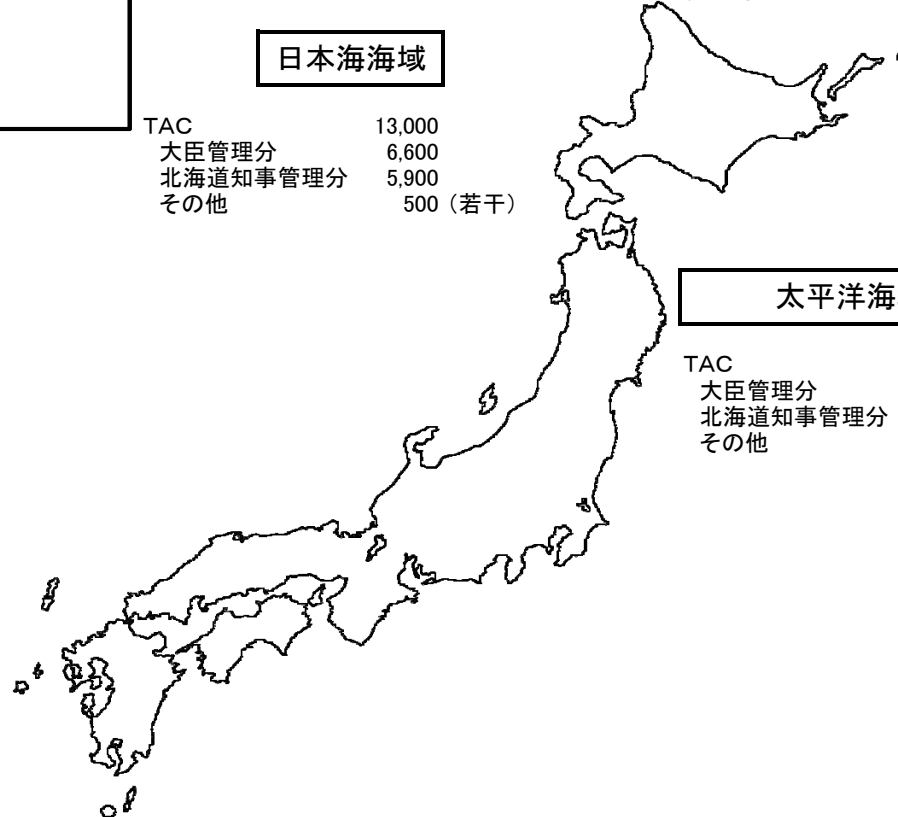 日本海海域
TAC 13,000
大臣管理分 6,600
北海道知事管理分 5,900
その他 500（若干）
太平洋海
TAC
大臣管理分
北海道知事管理分
その他